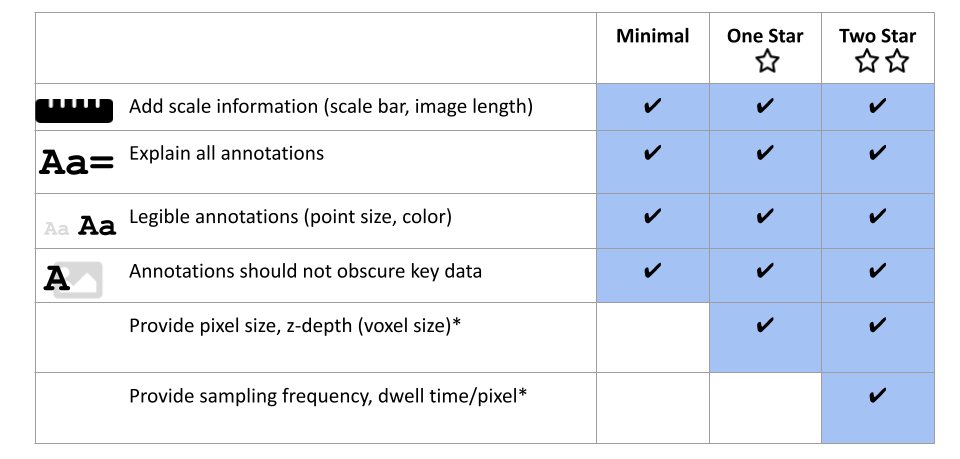 Minimal One Star Two Star
Add scale information (scale bar, image length) ✔ ✔ ✔
Aa= Explain all annotations ✔ ✔ ✔
Aa Aa Legible annotations (point size, color) ✔ ✔ ✔
A Annotations should not obscure key data ✔ ✔ ✔
Provide pixel size, z-depth (voxel size)* ✔ ✔
Provide sampling frequency, dwell time/pixel* ✔